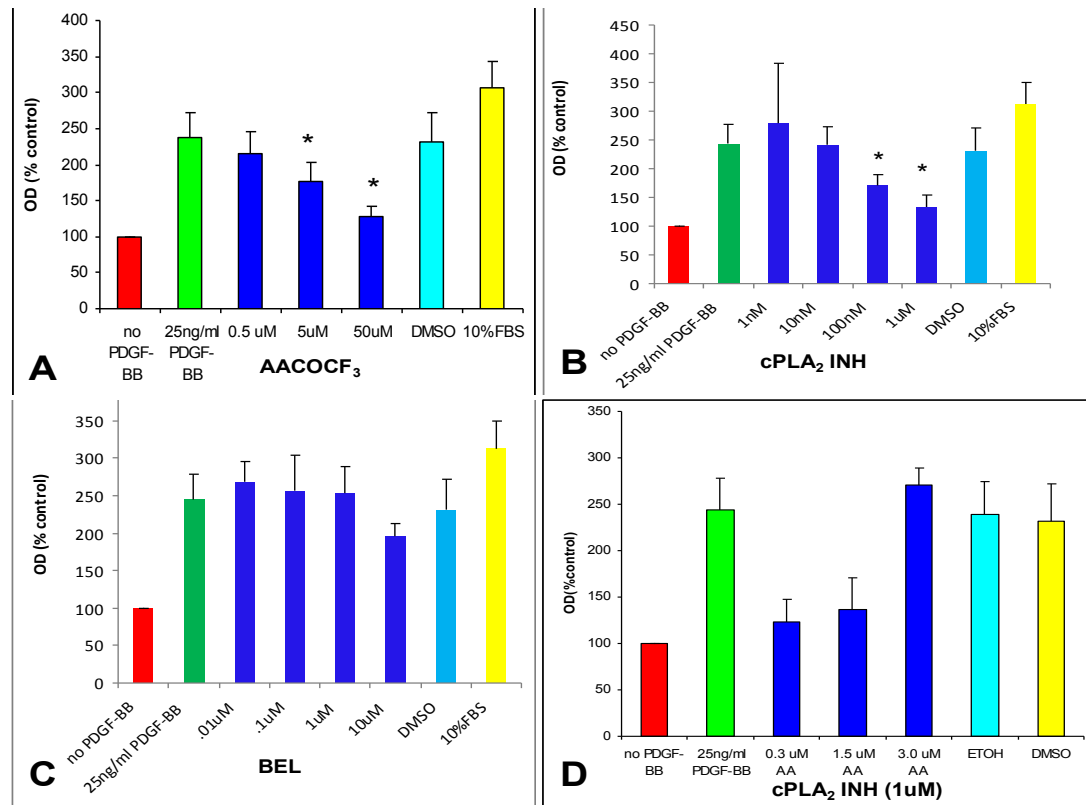 400
350
300
250
200
150
100
50
0
OD (% control)
*
*
no PDGF-BB
25ng/ml PDGF-BB
0.5 uM
5uM
50uM
DMSO
10%FBS
A
AACOCF3
450
400
350
300
250
200
150
100
50
0
OD (% control)
*
*
no PDGF-BB
25ng/ml PDGF-BB
1nM
10nM
100nM
1uM
DMSO
10%FBS
B
cPLA2 INH
350
300
250
200
150
100
50
0
OD (% control)
no PDGF-BB
25ng/ml PDGF-BB
.01uM
.1uM
1uM
10uM
DMSO
10%FBS
C
BEL
350
300
250
200
150
100
50
0
OD(%control)
no PDGF-BB
25ng/ml PDGF-BB
0.3 uM AA
1.5 uM AA
3.0 uM AA
ETOH
DMSO
cPLA2 INH (1uM)
D